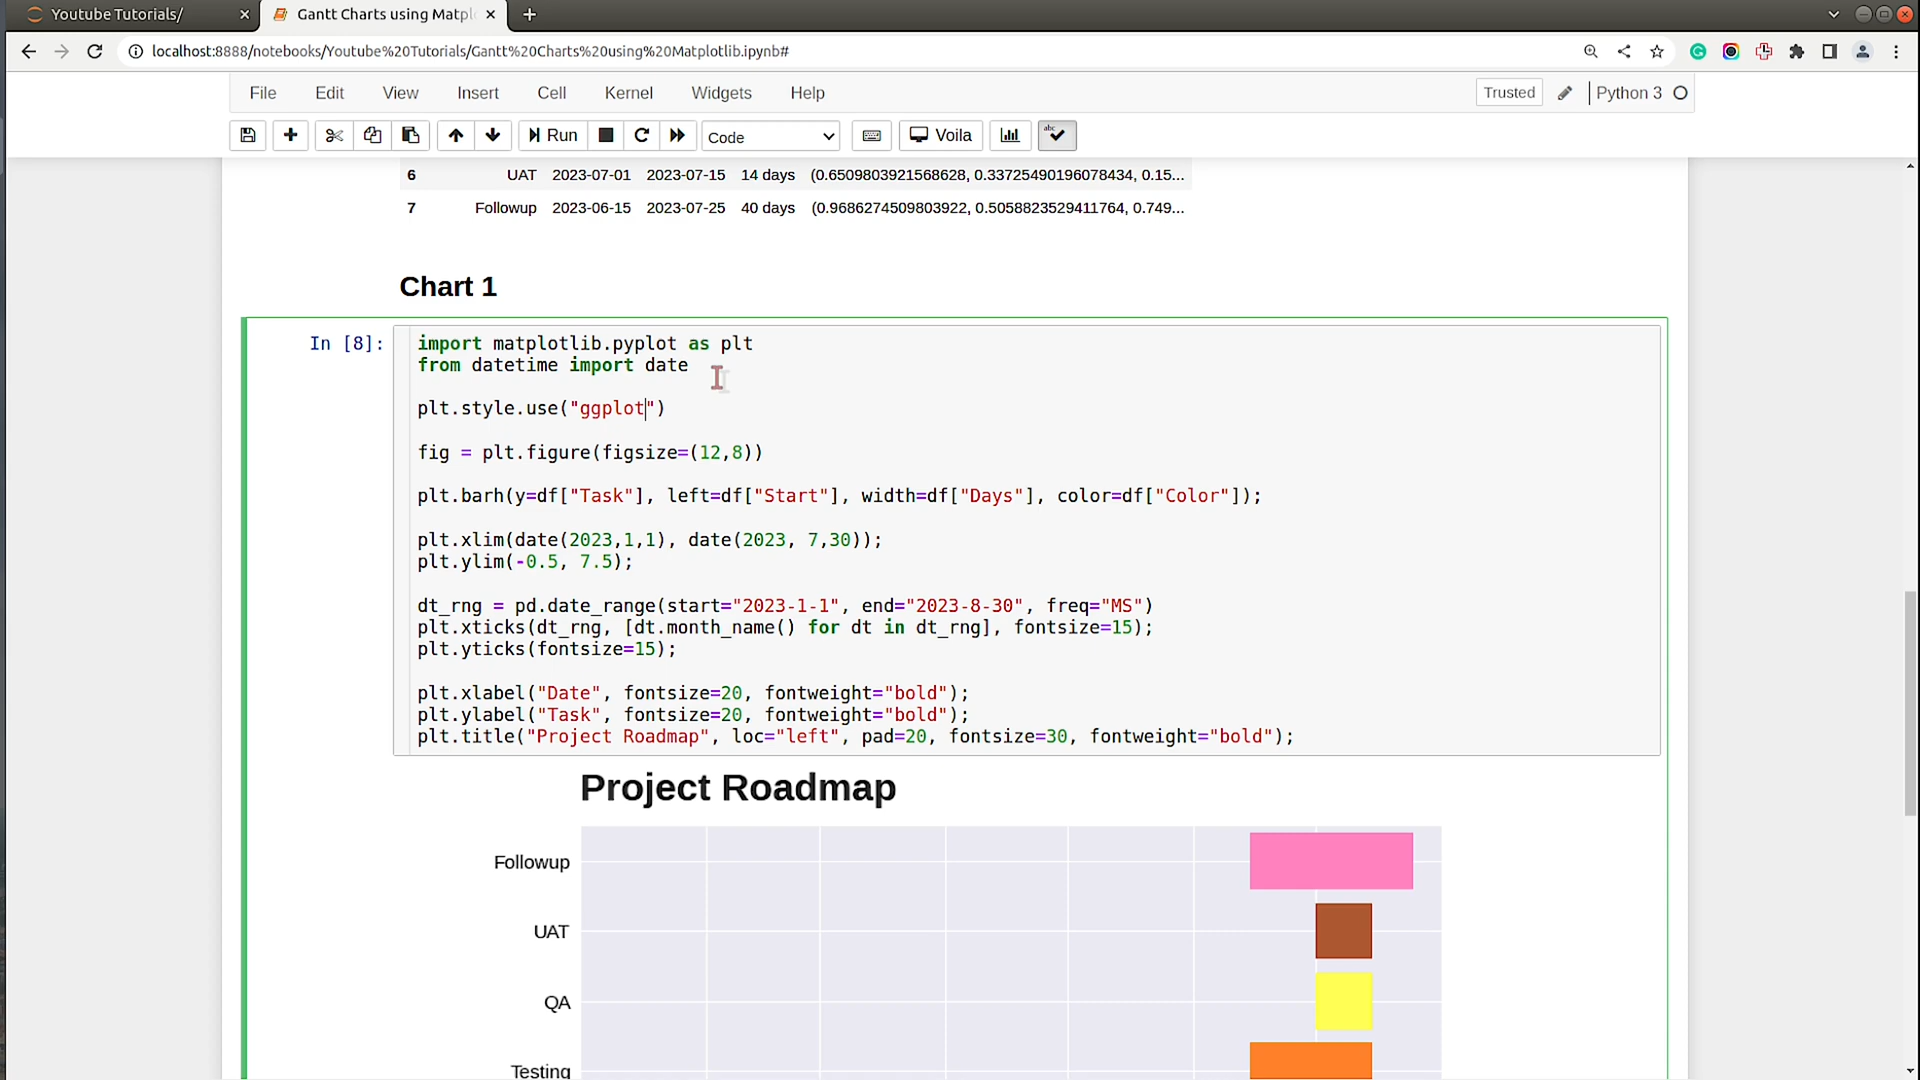 Youtube Tutorials/
Gantt Charts using Matpl
localhost:8888/notebooks/Youtube%20Tutorials/Gantt%20Charts%20using%20Matplotlib.ipynb#
File Edit View Insert Cell Kernel Widgets Help
Trusted
Python 3
Run
Code
Voila
abc
6 UAT 2023-07-01 2023-07-15 14 days (0.6509803921568628, 0.33725490196078434, 0.15...
7 Followup 2023-06-15 2023-07-25 40 days (0.9686274509803922, 0.5058823529411764, 0.749...
Chart 1
In [8]:
import matplotlib.pyplot as plt
from datetime import date
plt.style.use("ggplot")
fig = plt.figure(figsize=(12,8))
plt.barh(y=df["Task"], left=df["Start"], width=df["Days"], color=df["Color"]);
plt.xlim(date(2023,1,1), date(2023, 7,30));
plt.ylim(-0.5, 7.5);
dt_rng = pd.date_range(start="2023-1-1", end="2023-8-30", freq="MS")
plt.xticks(dt_rng, [dt.month_name() for dt in dt_rng], fontsize=15);
plt.yticks(fontsize=15);
plt.xlabel("Date", fontsize=20, fontweight="bold");
plt.ylabel("Task", fontsize=20, fontweight="bold");
plt.title("Project Roadmap", loc="left", pad=20, fontsize=30, fontweight="bold");
Project Roadmap
Followup
UAT
QA
Testing